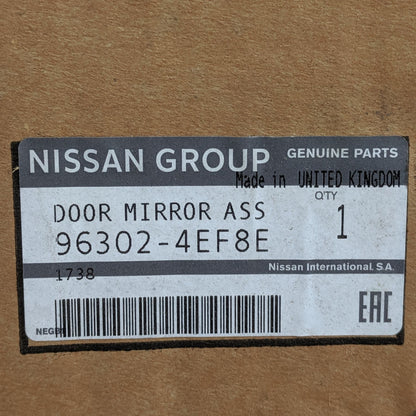 NISSAN GROUP GENUINE PARTS
Made in UNITED KINGDOM
DOOR MIRROR ASS QTY
96302-4EF8E 1
1738 Nissan International. S.A.
EAC